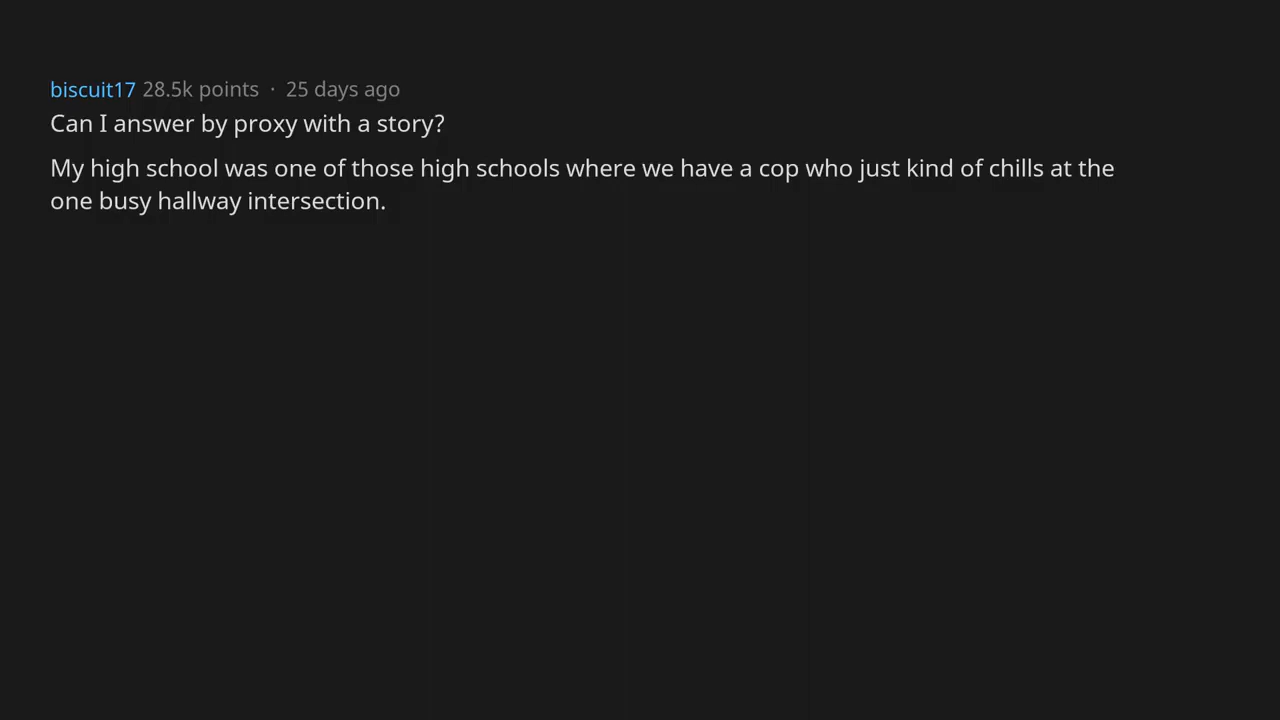 biscuit17 28.5k points · 25 days ago
Can I answer by proxy with a story?
My high school was one of those high schools where we have a cop who just kind of chills at the
one busy hallway intersection.